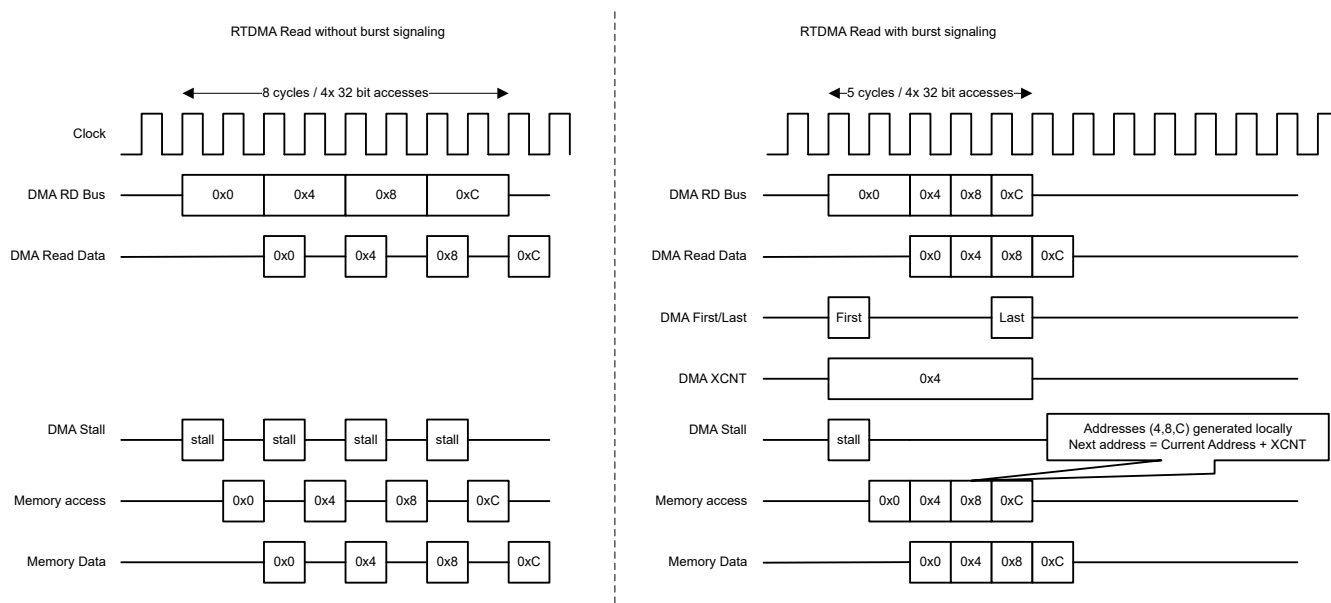 RTDMA Read without burst signaling
8 cycles / 4x 32 bit accesses
Clock
DMA RD Bus 0x0 0x4 0x8 0xC
DMA Read Data 0x0 0x4 0x8 0xC
DMA Stall stall stall stall stall
Memory access 0x0 0x4 0x8 0xC
Memory Data 0x0 0x4 0x8 0xC
RTDMA Read with burst signaling
5 cycles / 4x 32 bit accesses
DMA RD Bus 0x0 0x4 0x8 0xC
DMA Read Data 0x0 0x4 0x8 0xC
DMA First/Last First Last
DMA XCNT 0x4
DMA Stall stall
Addresses (4,8,C) generated locally
Next address = Current Address + XCNT
Memory access 0x0 0x4 0x8 0xC
Memory Data 0x0 0x4 0x8 0xC